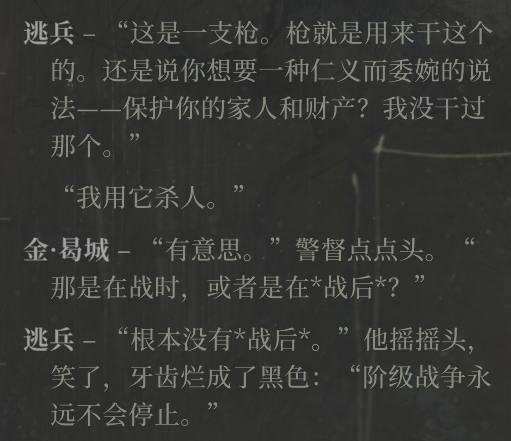 逃兵 – “这是一支枪。枪就是用来干这个
的。还是说你想要一种仁义而委婉的说
法——保护你的家人和财产？我没干过
那个。”
“我用它杀人。”
金·曷城 – “有意思。”警督点点头。“
那是在战时，或者是在*战后*？”
逃兵 – “根本没有*战后*。”他摇摇头，
笑了，牙齿烂成了黑色：“阶级战争永
远不会停止。”